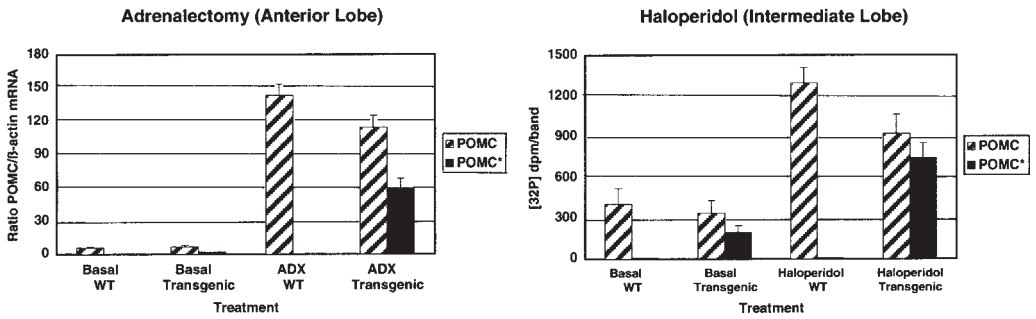 Adrenalectomy (Anterior Lobe)
Ratio POMC/ß-actin mRNA
180
150
120
90
60
30
0
Basal
WT
Basal
Transgenic
ADX
WT
ADX
Transgenic
Treatment
POMC
POMC*
Haloperidol (Intermediate Lobe)
[32P] dpm/band
1500
1200
900
600
300
0
Basal
WT
Basal
Transgenic
Haloperidol
WT
Haloperidol
Transgenic
Treatment
POMC
POMC*